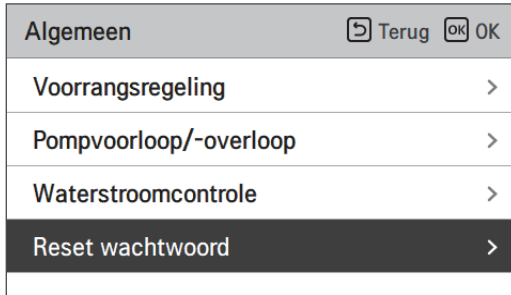 Algemeen Terug OK OK
Voorrangsregeling
Pompvoorloop/-overloop
Waterstroomcontrole
Reset wachtwoord